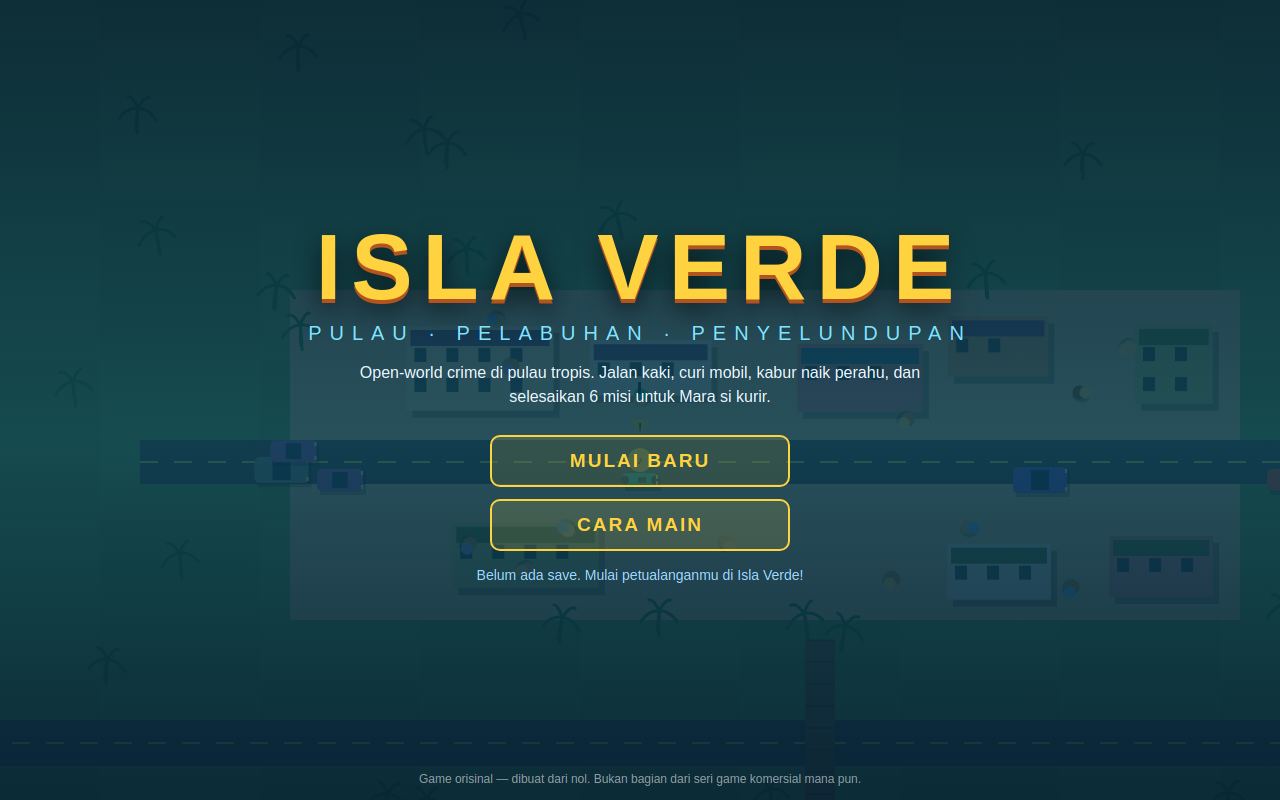 ISLA VERDE
PULAU · PELABUHAN · PENYELUNDUPAN
Open-world crime di pulau tropis. Jalan kaki, curi mobil, kabur naik perahu, dan
selesaikan 6 misi untuk Mara si kurir.
MULAI BARU
CARA MAIN
Belum ada save. Mulai petualanganmu di Isla Verde!
Game orisinal — dibuat dari nol. Bukan bagian dari seri game komersial mana pun.